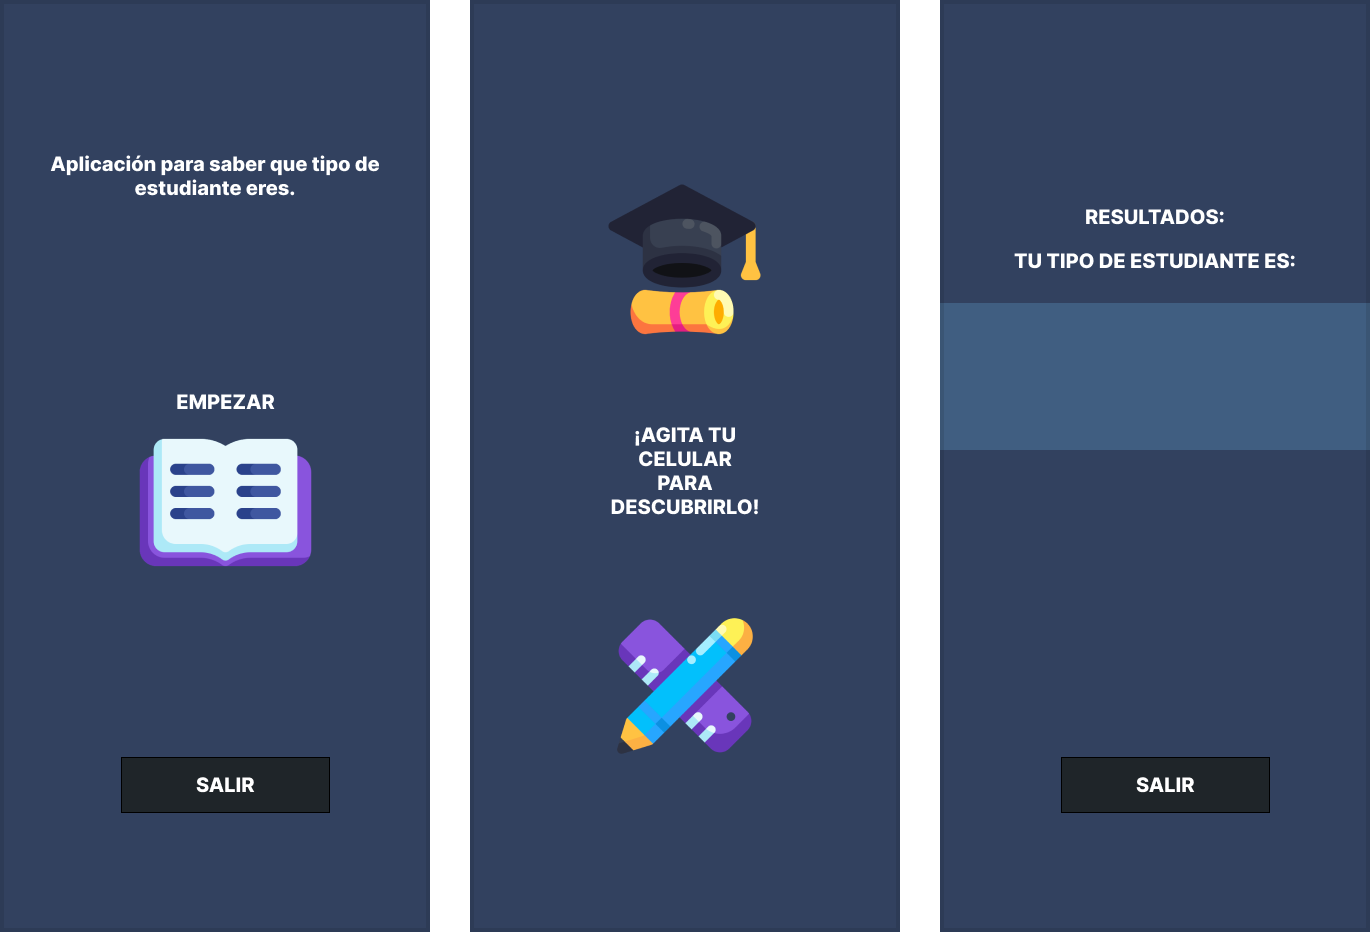 Aplicación para saber que tipo de
estudiante eres.
EMPEZAR
SALIR
¡AGITA TU
CELULAR
PARA
DESCUBRIRLO!
RESULTADOS:
TU TIPO DE ESTUDIANTE ES:
SALIR